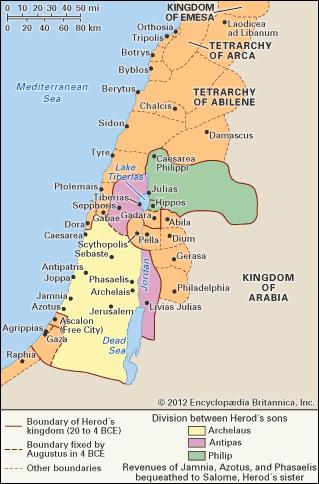 0 10 20 30 40 50 mi
0 20 40 60 80 km
KINGDOM
OF EMESA
Orthosia
Tripolis
Laodicea
ad Libanum
TETRARCHY
OF ARCA
Botrys
Byblos
Mediterranean
Sea
Berytus
TETRARCHY
OF ABILENE
Chalcis
Sidon
Damascus
Tyre
Caesarea
Philippi
Lake
Tiberias
Ptolemais
Julias
Tiberias
Sepphoris
Hippos
Gabae
Gadara
Abila
Dora
Caesarea
Pella
Dium
Scythopolis
Sebaste
Gerasa
Antipatris
Joppa
Phasaelis
Jordan
KINGDOM
OF
ARABIA
Archelais
Philadelphia
Jamnia
Azotus
Jerusalem
Livias Julias
Ascalon
(Free City)
Agrippias
Gaza
Dead
Sea
Raphia
© 2012 Encyclopædia Britannica, Inc.
Boundary of Herod's
kingdom (20 to 4 BCE)
Boundary fixed by
Augustus in 4 BCE
Other boundaries
Division between Herod's sons
Archelaus
Antipas
Philip
Revenues of Jamnia, Azotus, and Phasaelis
bequeathed to Salome, Herod's sister